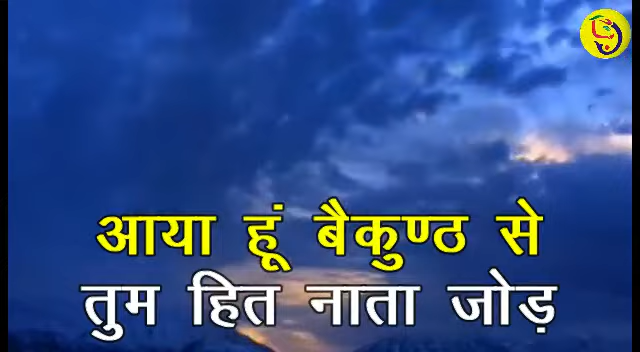 आया हूं बैकुण्ठ से
तुम हित नाता जोड़